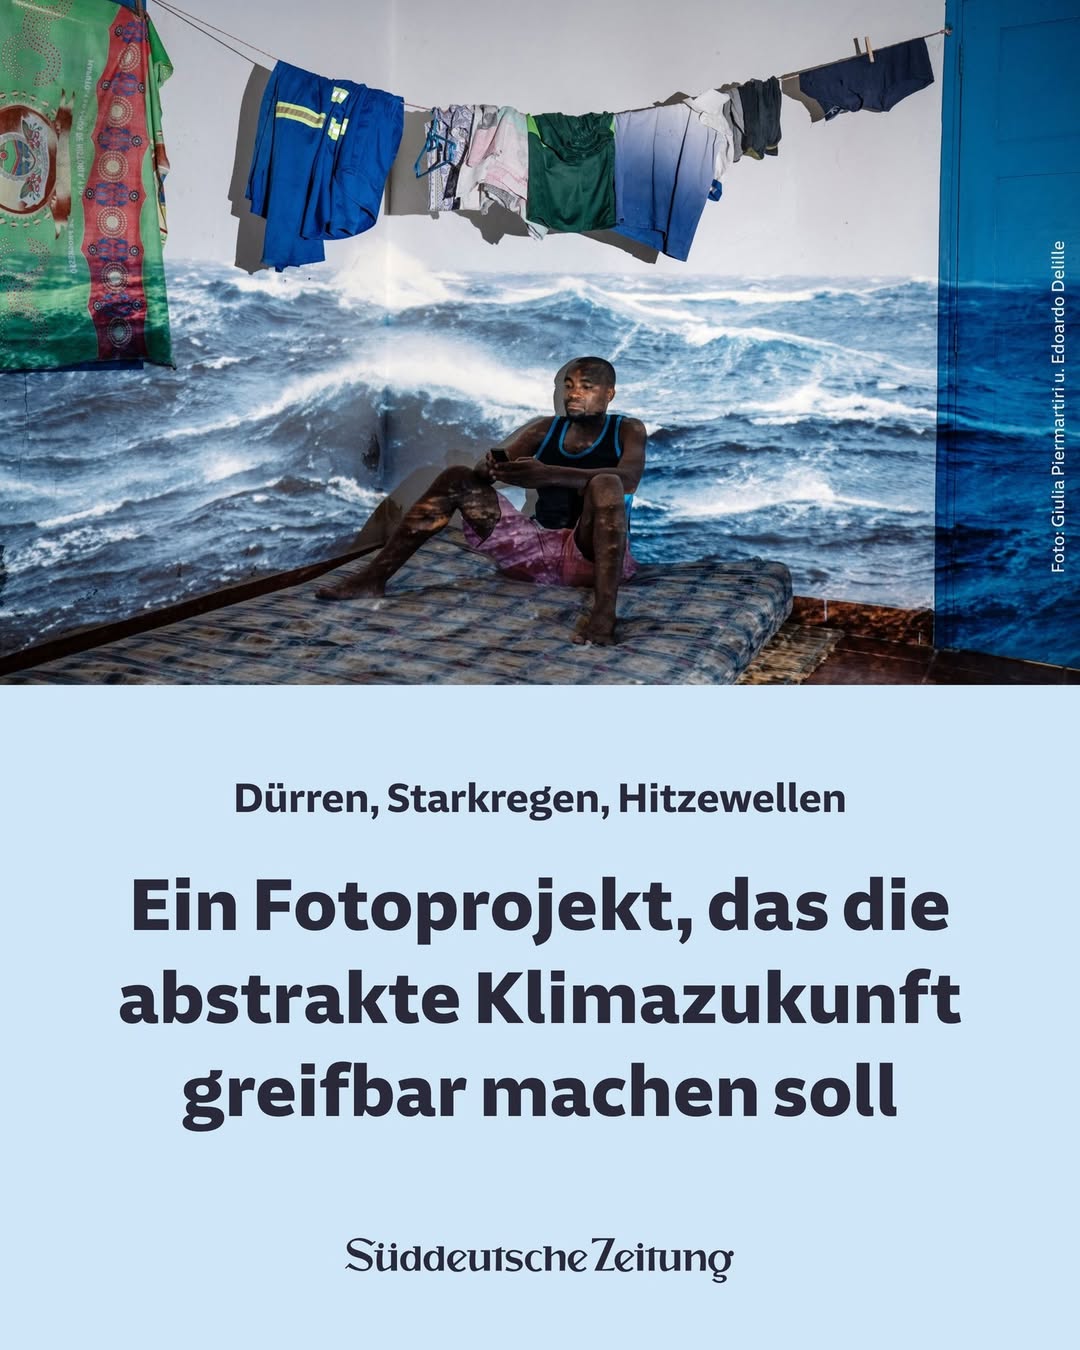 Foto: Giulia Piermartiri u. Edoardo Delille
Dürren, Starkregen, Hitzewellen
Ein Fotoprojekt, das die
abstrakte Klimazukunft
greifbar machen soll
Süddeutsche Zeitung